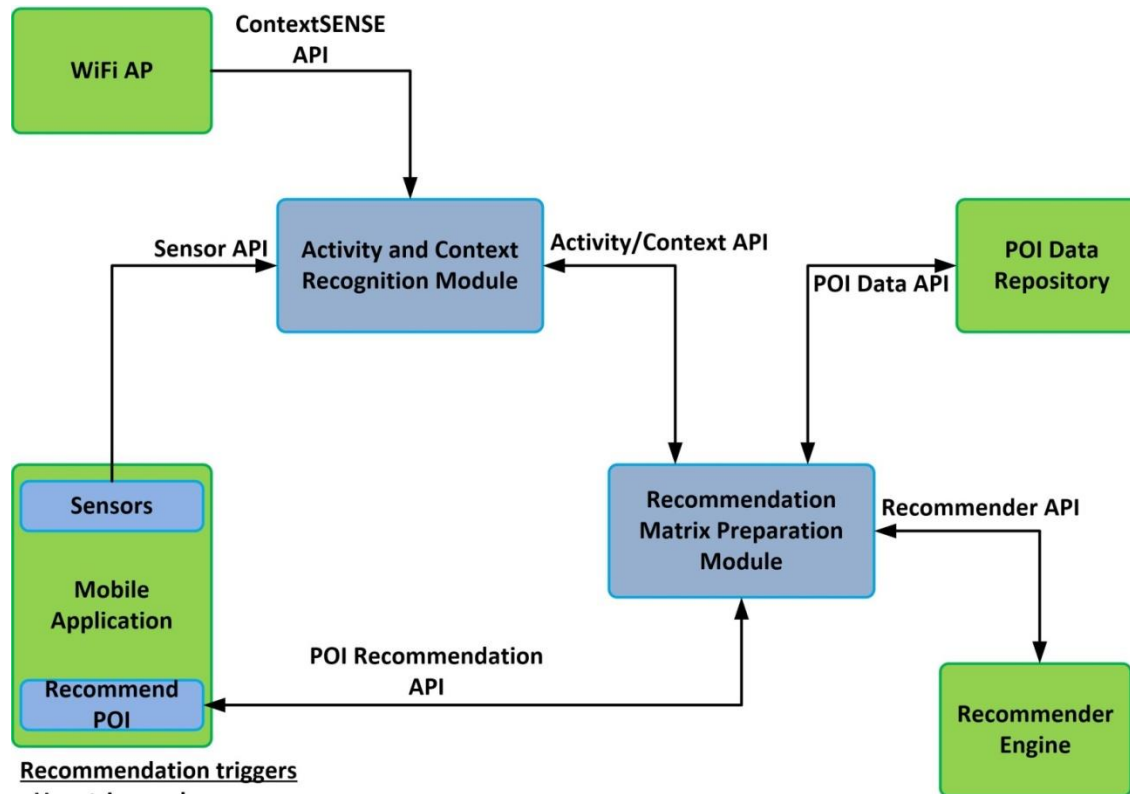 ContextSENSE
API
WiFi AP
Sensor API
Activity and Context
Recognition Module
Activity/Context API
POI Data API
POI Data
Repository
Sensors
Mobile
Application
Recommend
POI
Recommendation
Matrix Preparation
Module
Recommender API
POI Recommendation
API
Recommender
Engine
Recommendation triggers